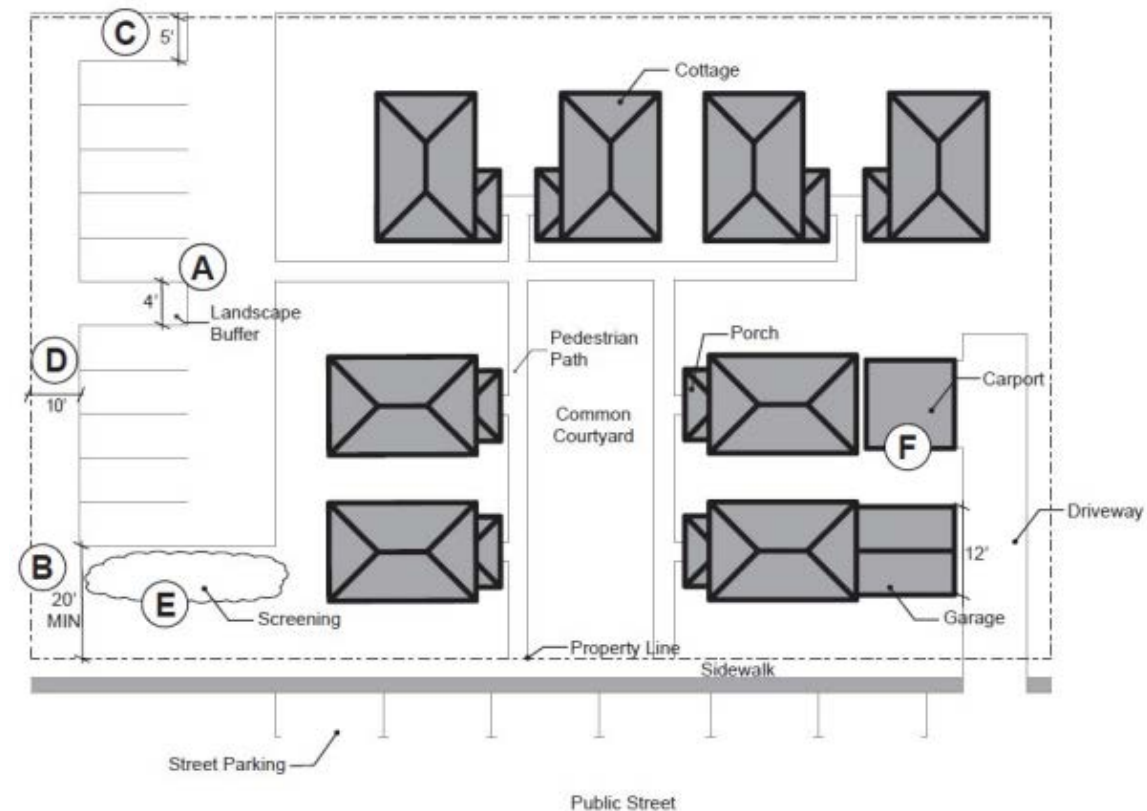 C
5'
Cottage
A
4'
Landscape
Buffer
D
10'
Pedestrian
Path
Porch
Common
Courtyard
Carport
F
B
20'
MIN
E
Screening
12'
Driveway
Garage
Property Line
Sidewalk
Street Parking
Public Street